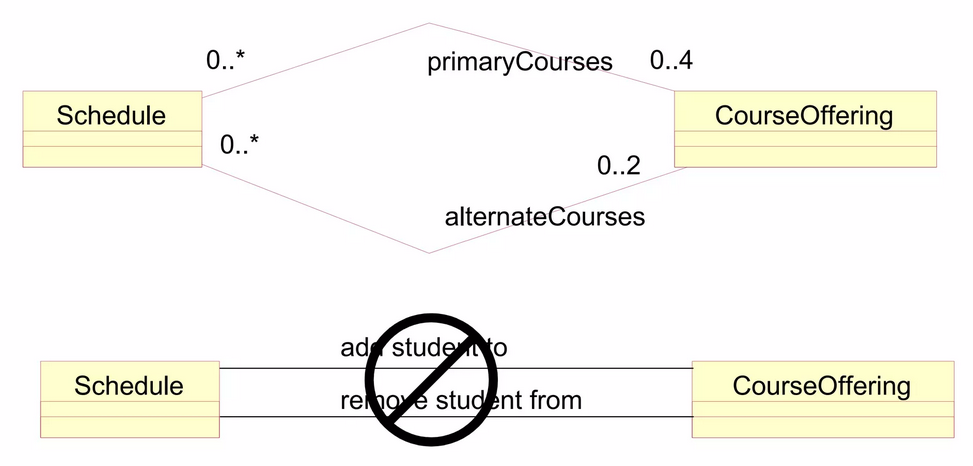 0..*
primaryCourses
0..4
Schedule
CourseOffering
0..*
0..2
alternateCourses
add student to
Schedule
CourseOffering
remove student from